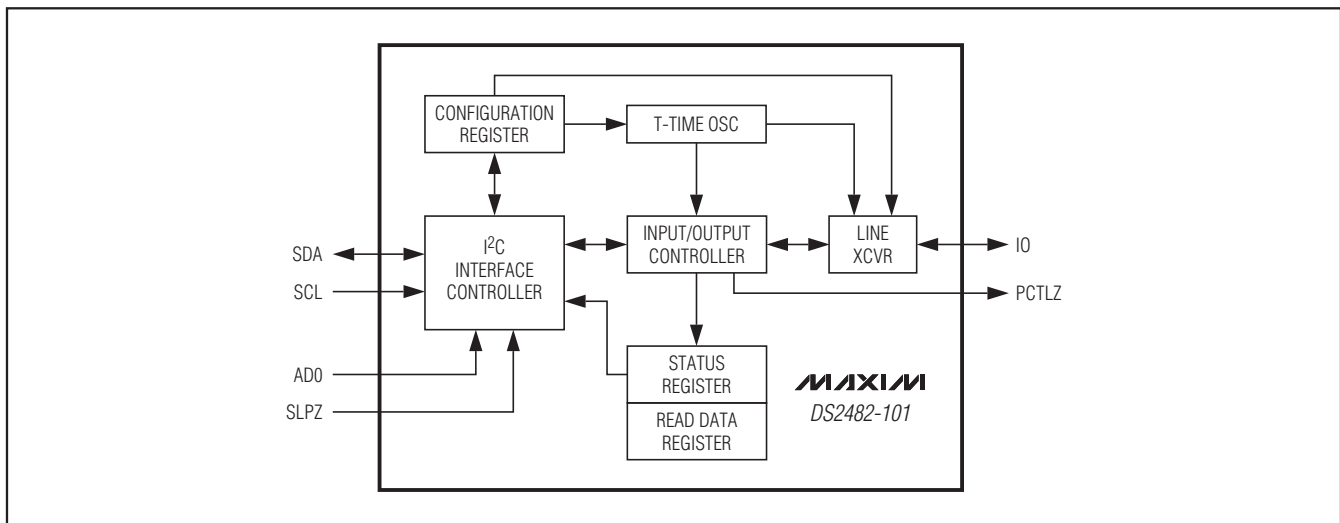 CONFIGURATION
REGISTER
T-TIME OSC
SDA
SCL
AD0
SLPZ
I²C
INTERFACE
CONTROLLER
INPUT/OUTPUT
CONTROLLER
LINE
XCVR
IO
PCTLZ
STATUS
REGISTER
READ DATA
REGISTER
MAXIM
DS2482-101